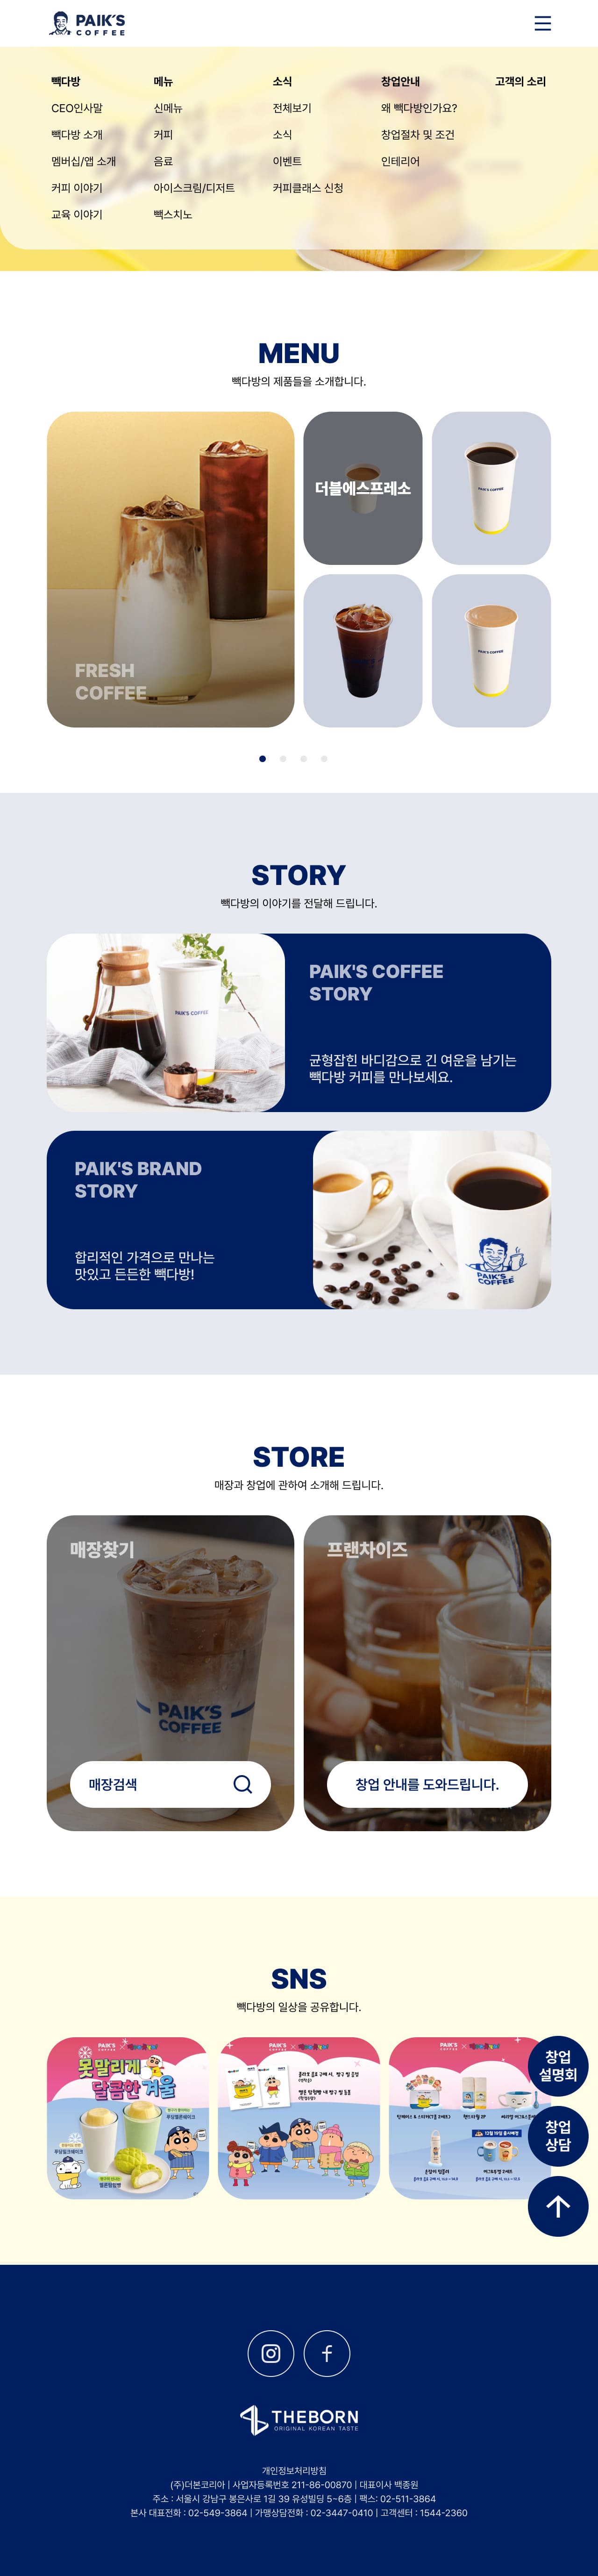 PAIK'S
COFFEE
빽다방
메뉴
소식
창업안내
고객의 소리
CEO인사말
신메뉴
전체보기
왜 빽다방인가요?
빽다방 소개
커피
소식
창업절차 및 조건
멤버십/앱 소개
음료
이벤트
인테리어
커피 이야기
아이스크림/디저트
커피클래스 신청
교육 이야기
빽스치노
MENU
빽다방의 제품들을 소개합니다.
더블에스프레소
PAIK'S COFFEE
FRESH
COFFEE
PAIK'S COFFEE
STORY
빽다방의 이야기를 전달해 드립니다.
PAIK'S COFFEE
PAIK'S COFFEE
STORY
균형잡힌 바디감으로 긴 여운을 남기는
빽다방 커피를 만나보세요.
PAIK'S BRAND
STORY
합리적인 가격으로 만나는
맛있고 든든한 빽다방!
PAIK'S
COFFEE
STORE
매장과 창업에 관하여 소개해 드립니다.
매장찾기
PAIK'S
COFFEE
매장검색
프랜차이즈
창업 안내를 도와드립니다.
SNS
빽다방의 일상을 공유합니다.
PAIK'S
COFFEE
못말리게
달콤한 겨울
PAIK'S
COFFEE
PAIK'S
COFFEE
창업
설명회
창업
상담
THEBORN
ORIGINAL KOREAN TASTE
개인정보처리방침
(주)더본코리아 | 사업자등록번호 211-86-00870 | 대표이사 백종원
주소 : 서울시 강남구 봉은사로 1길 39 유성빌딩 5~6층 | 팩스: 02-511-3864
본사 대표전화 : 02-549-3864 | 가맹상담전화 : 02-3447-0410 | 고객센터 : 1544-2360